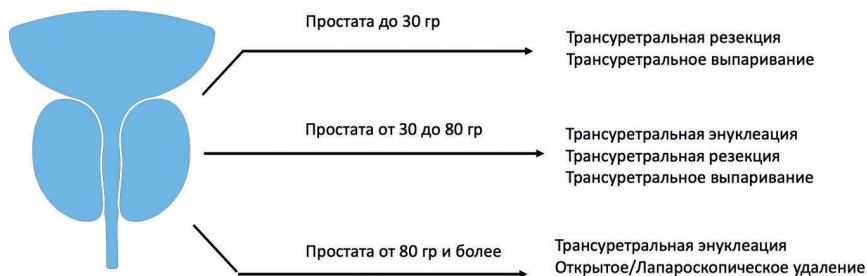 Простата до 30 гр
Трансуретральная резекция
Трансуретральное выпаривание
Простата от 30 до 80 гр
Трансуретральная энуклеация
Трансуретральная резекция
Трансуретральное выпаривание
Простата от 80 гр и более
Трансуретральная энуклеация
Открытое/Лапароскопическое удаление